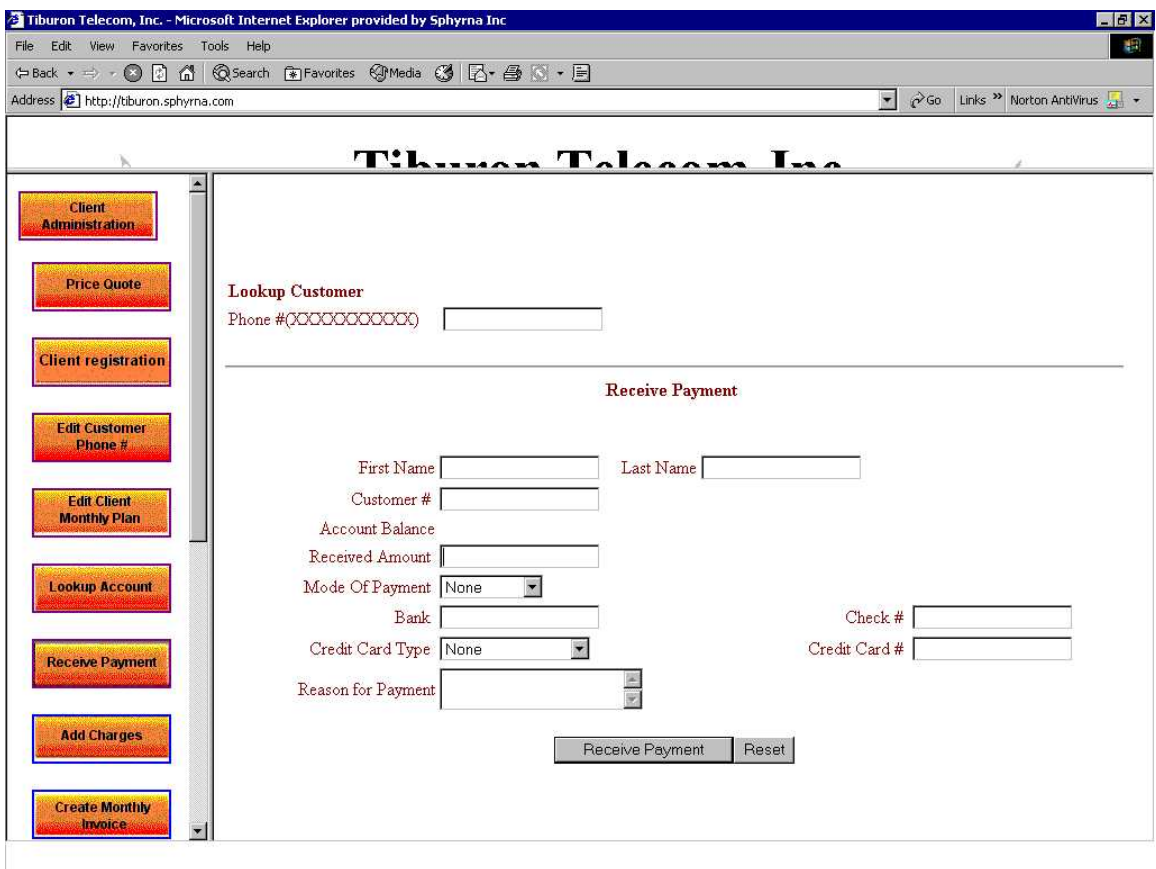 Tiburon Telecom, Inc. - Microsoft Internet Explorer provided by Sphyrna Inc
File Edit View Favorites Tools Help
Back Search Favorites Media
Address http://tiburon.sphyrna.com Go Links » Norton AntiVirus
Tiburon Telecom Inc
Client
Administration
Price Quote
Client registration
Edit Customer
Phone #
Edit Client
Monthly Plan
Lookup Account
Receive Payment
Add Charges
Create Monthly
Invoice
Lookup Customer
Phone #(XXXXXXXXXXX)
Receive Payment
First Name Last Name
Customer #
Account Balance
Received Amount
Mode Of Payment None
Bank Check #
Credit Card Type None Credit Card #
Reason for Payment
Receive Payment Reset